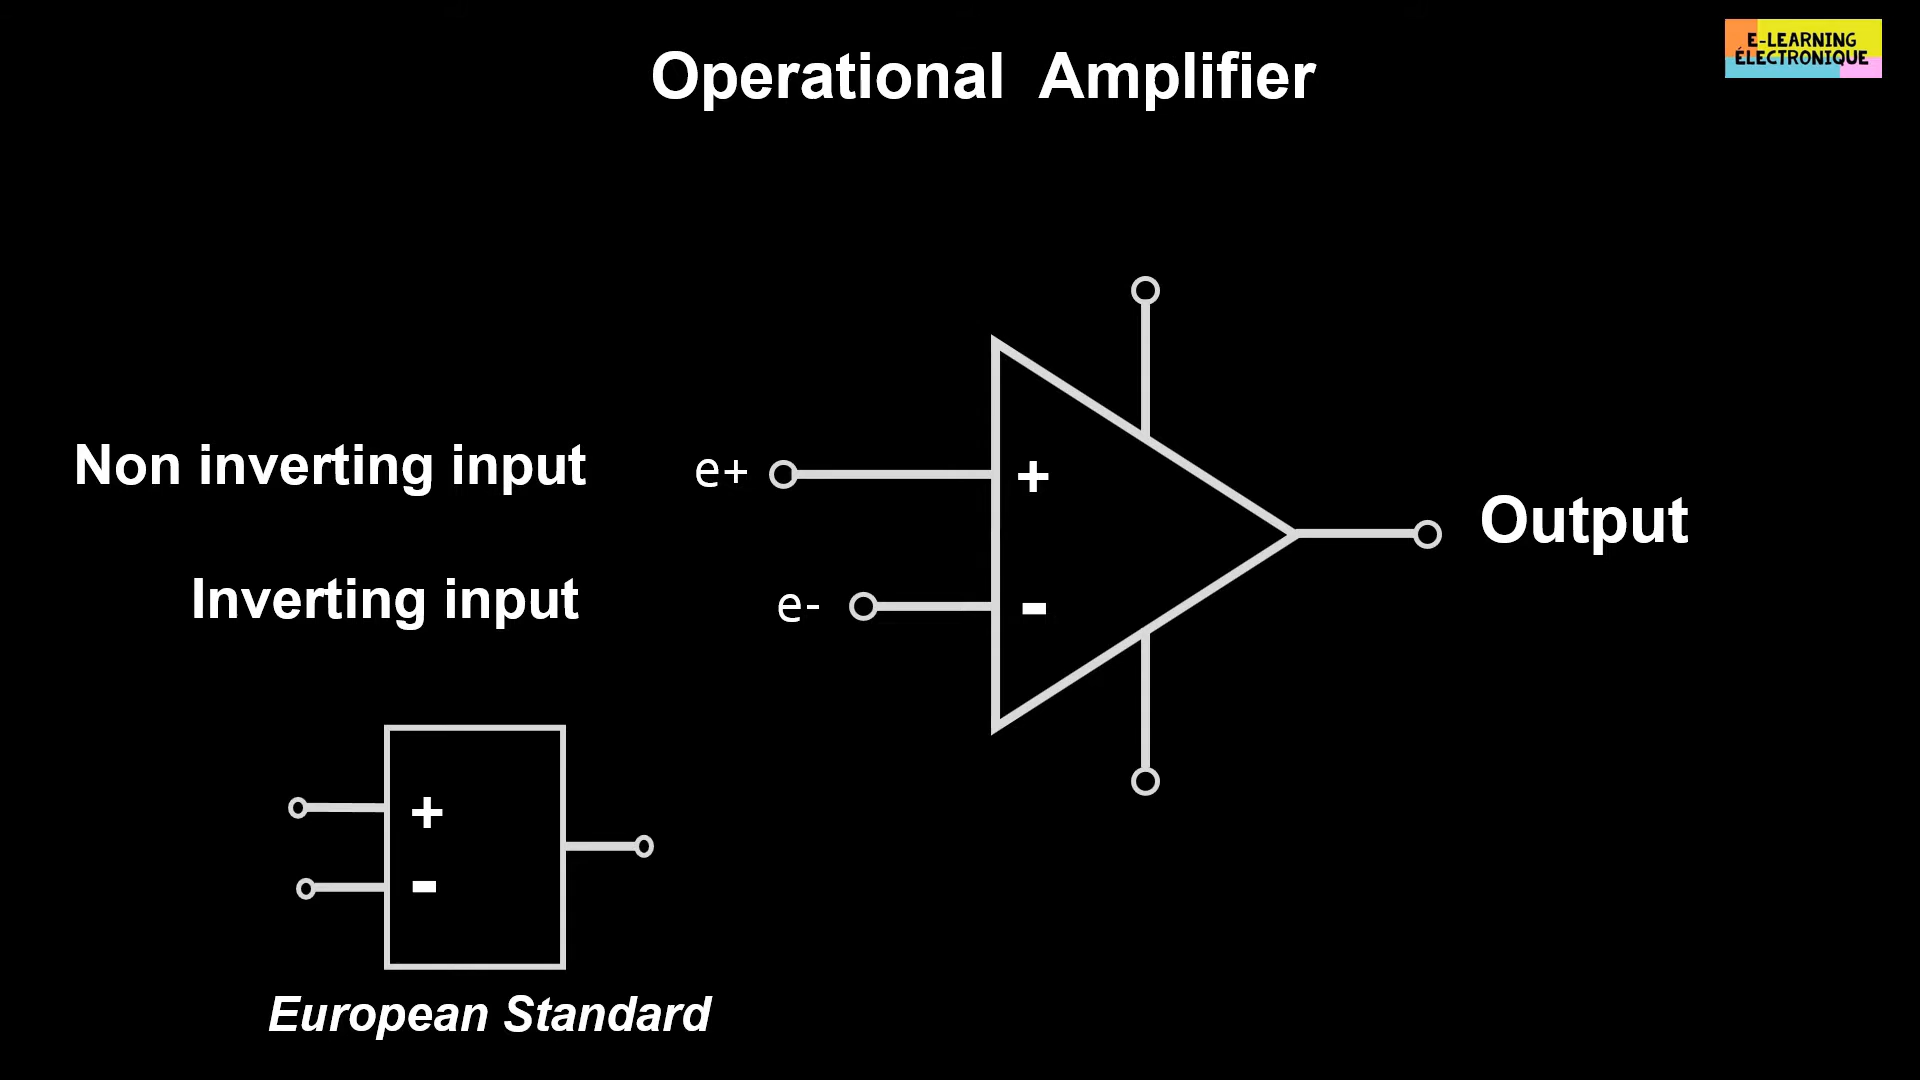 Operational Amplifier
E-LEARNING
ÉLECTRONIQUE
Non inverting input
e+
+
Output
Inverting input
e-
-
+
-
European Standard